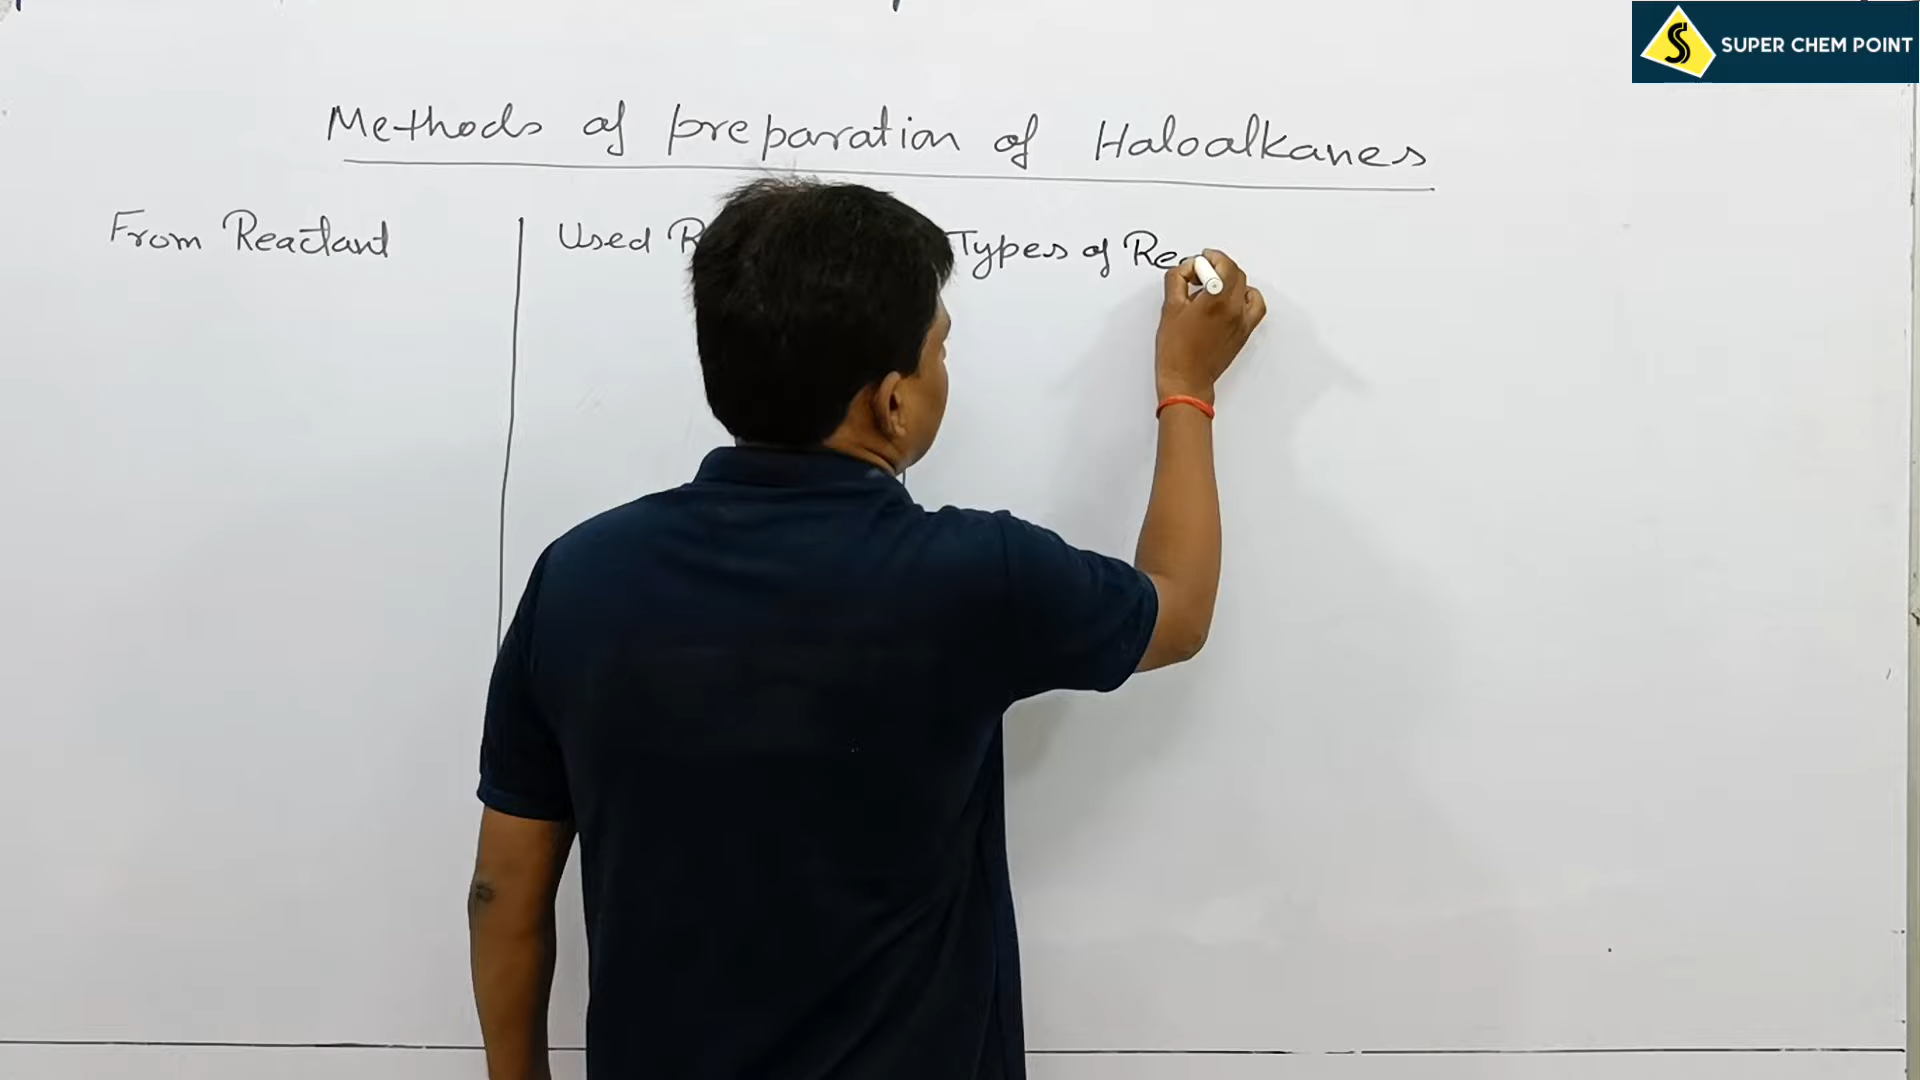 SUPER CHEM POINT
Methods of preparation of Haloalkanes
From Reactant Used Types of